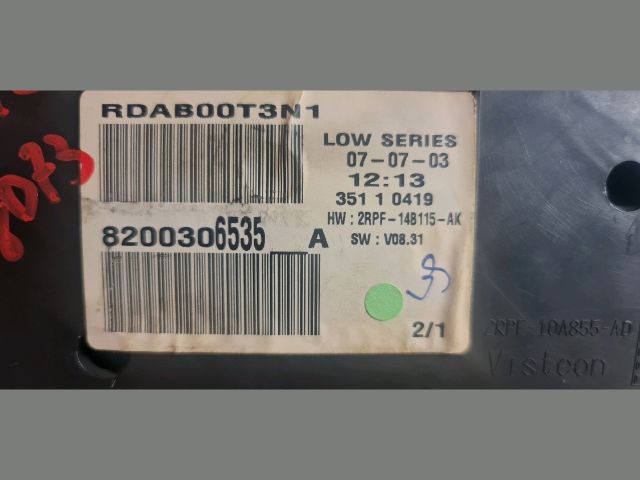 RDAB00T3N1
LOW SERIES
07-07-03
12:13
351 1 0419
HW : 2RPF-14B115-AK
SW : V08.31
8200306535__A
2/1
2RPF-10A855-AD
Visteon